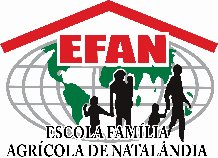 EFAN
ESCOLA FAMÍLIA
AGRÍCOLA DE NATALÂNDIA